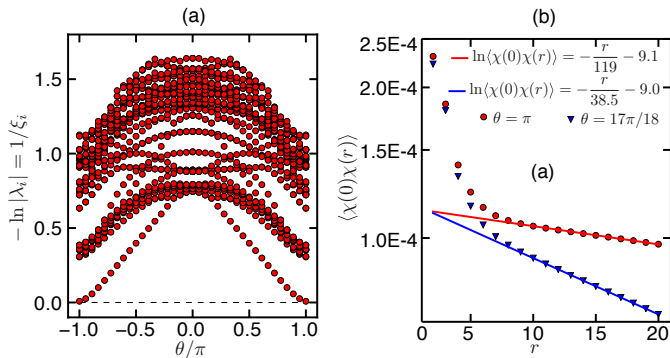 (a)
1.5
1.0
0.5
0.0
− ln |λᵢ| = 1/ξᵢ
−1.0 −0.5 0.0 0.5 1.0
θ/π
(b)
2.5E-4
2.0E-4
1.5E-4
1.0E-4
⟨χ(0)χ(r)⟩
ln⟨χ(0)χ(r)⟩ = −r/119 − 9.1
ln⟨χ(0)χ(r)⟩ = −r/38.5 − 9.0
θ = π θ = 17π/18
(a)
0 5 10 15 20
r